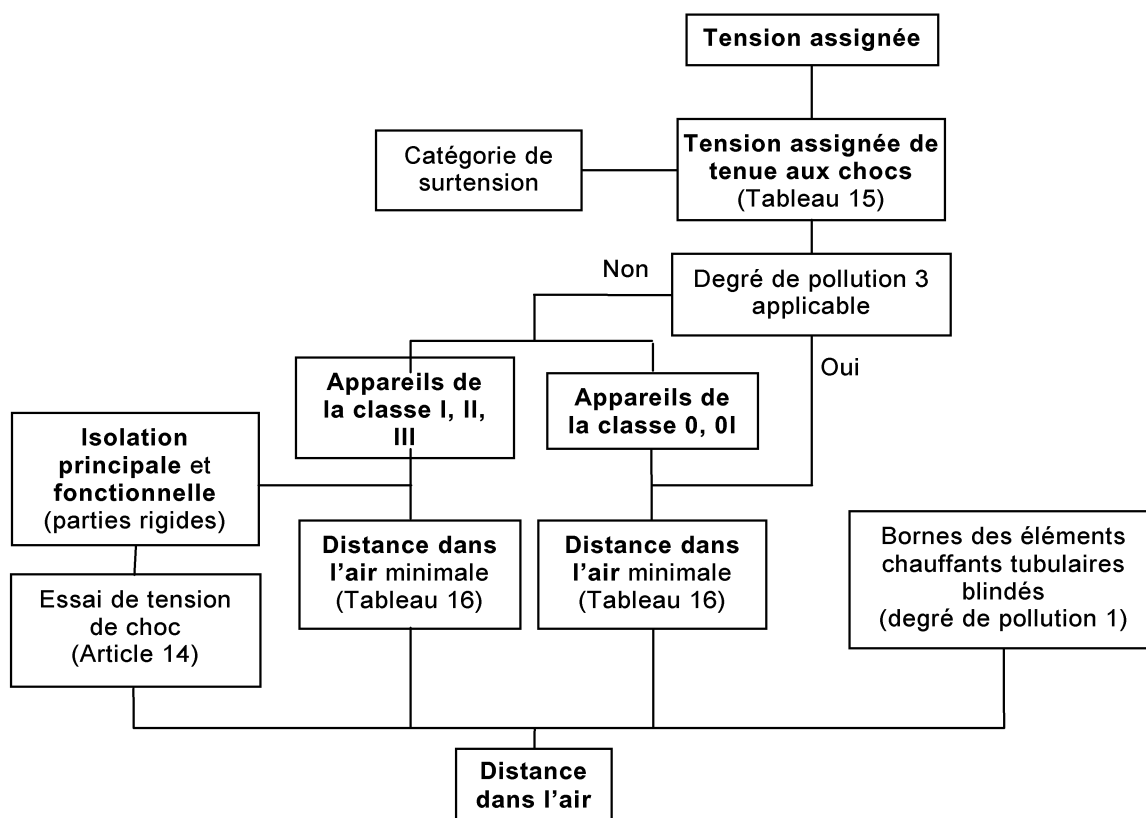 Tension assignée
Catégorie de
surtension
Tension assignée de
tenue aux chocs
(Tableau 15)
Non
Degré de pollution 3
applicable
Oui
Appareils de
la classe I, II,
III
Appareils de
la classe 0, 0I
Isolation
principale et
fonctionnelle
(parties rigides)
Distance dans
l'air minimale
(Tableau 16)
Distance dans
l'air minimale
(Tableau 16)
Bornes des éléments
chauffants tubulaires
blindés
(degré de pollution 1)
Essai de tension
de choc
(Article 14)
Distance
dans l'air